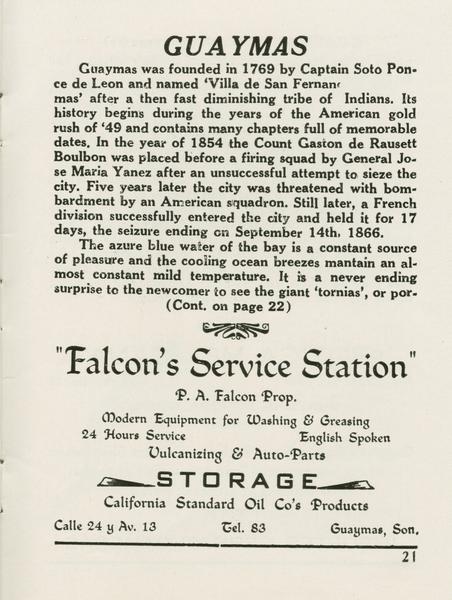 GUAYMAS
Guaymas was founded in 1769 by Captain Soto Pon-
ce de Leon and named 'Villa de San Fernan
mas' after a then fast diminishing tribe of Indians. Its
history begins during the years of the American gold
rush of '49 and contains many chapters full of memorable
dates. In the year of 1854 the Count Gaston de Rausett
Boulbon was placed before a firing squad by General Jo-
se Maria Yanez after an unsuccessful attempt to sieze the
city. Five years later the city was threatened with bom-
bardment by an American squadron. Still later, a French
division successfully entered the city and held it for 17
days, the seizure ending on September 14th, 1866.
The azure blue water of the bay is a constant source
of pleasure and the cooling ocean breezes mantain an al-
most constant mild temperature. It is a never ending
surprise to the newcomer to see the giant 'tornias', or por-
(Cont. on page 22)
"Falcon's Service Station"
P. A. Falcon Prop.
Modern Equipment for Washing & Greasing
24 Hours Service English Spoken
Vulcanizing & Auto-Parts
STORAGE
California Standard Oil Co's Products
Calle 24 y Av. 13 Tel. 83 Guaymas, Son.
21